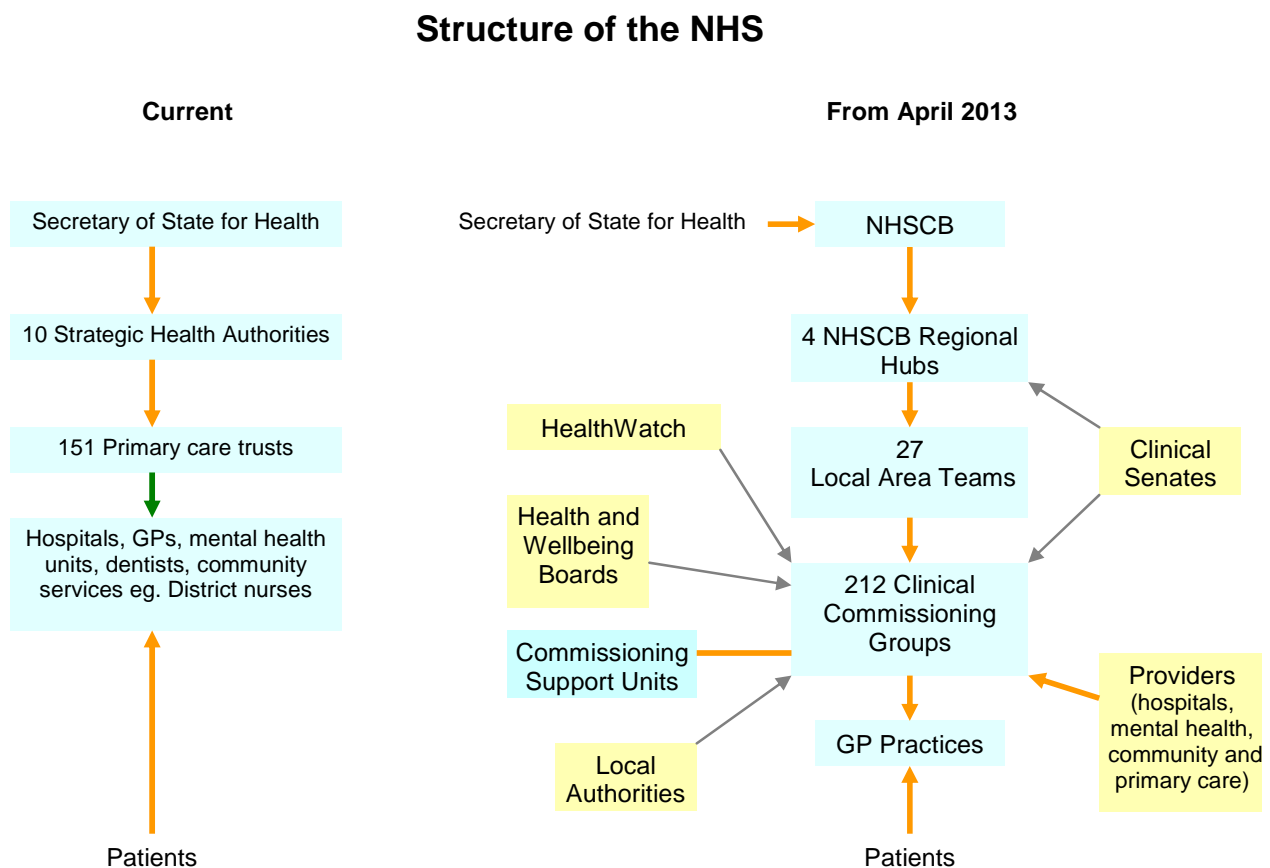 Structure of the NHS
Current
Secretary of State for Health
10 Strategic Health Authorities
151 Primary care trusts
Hospitals, GPs, mental health
units, dentists, community
services eg. District nurses
Patients
From April 2013
Secretary of State for Health
NHSCB
4 NHSCB Regional
Hubs
HealthWatch
27
Local Area Teams
Clinical
Senates
Health and
Wellbeing
Boards
212 Clinical
Commissioning
Groups
Commissioning
Support Units
Providers
(hospitals,
mental health,
community and
primary care)
GP Practices
Local
Authorities
Patients